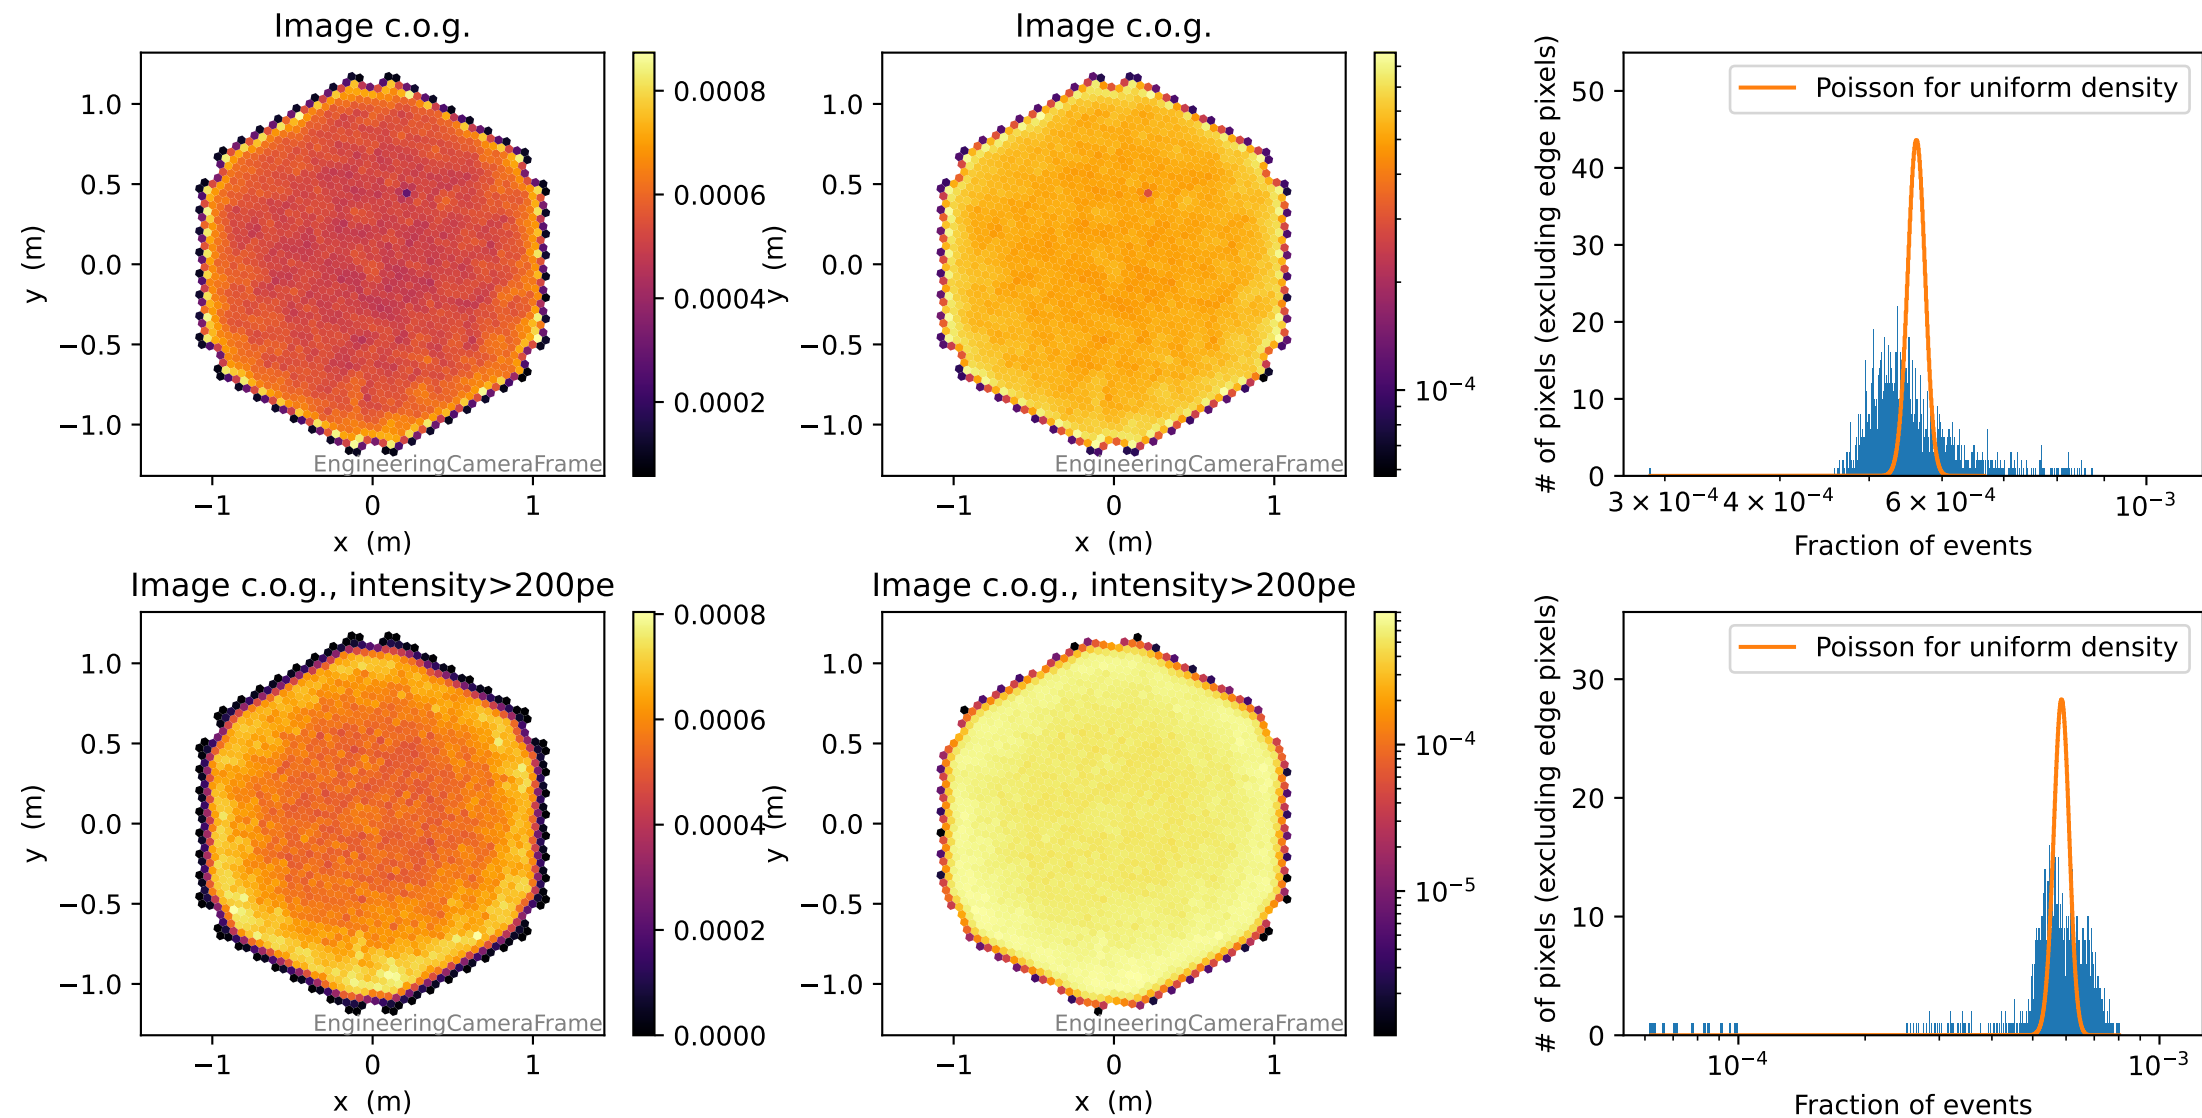 Image c.o.g.
1.0
0.5
0.0
−0.5
−1.0
y (m)
−1 0 1
x (m)
EngineeringCameraFrame
0.0008
0.0006
0.0004
0.0002
Image c.o.g.
1.0
0.5
0.0
−0.5
−1.0
y (m)
−1 0 1
x (m)
EngineeringCameraFrame
10⁻⁴
# of pixels (excluding edge pixels)
50
40
30
20
10
0
Poisson for uniform density
3 × 10⁻⁴ 4 × 10⁻⁴ 6 × 10⁻⁴ 10⁻³
Fraction of events
Image c.o.g., intensity>200pe
1.0
0.5
0.0
−0.5
−1.0
y (m)
−1 0 1
x (m)
EngineeringCameraFrame
0.0008
0.0006
0.0004
0.0002
0.0000
Image c.o.g., intensity>200pe
1.0
0.5
0.0
−0.5
−1.0
y (m)
−1 0 1
x (m)
EngineeringCameraFrame
10⁻⁴
10⁻⁵
# of pixels (excluding edge pixels)
30
20
10
0
Poisson for uniform density
10⁻⁴ 10⁻³
Fraction of events